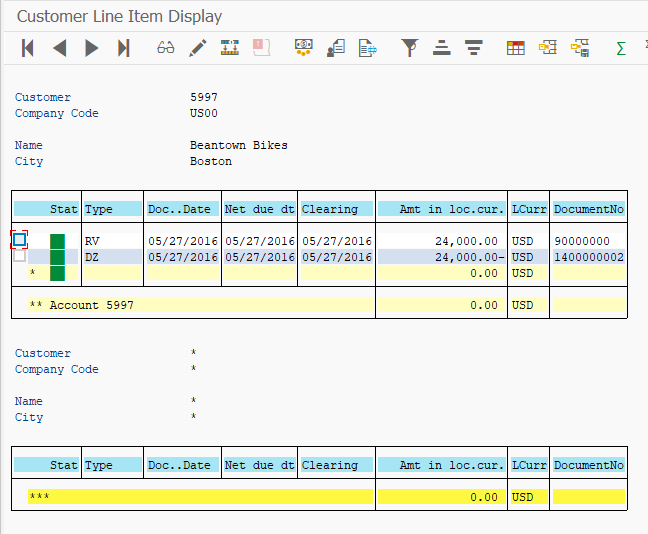 Customer Line Item Display
Σ
Customer 5997
Company Code US00
Name Beantown Bikes
City Boston
Stat Type Doc..Date Net due dt Clearing Amt in loc.cur. LCurr DocumentNo
RV 05/27/2016 05/27/2016 05/27/2016 24,000.00 USD 90000000
DZ 05/27/2016 05/27/2016 05/27/2016 24,000.00- USD 1400000002
* 0.00 USD
** Account 5997 0.00 USD
Customer *
Company Code *
Name *
City *
Stat Type Doc..Date Net due dt Clearing Amt in loc.cur. LCurr DocumentNo
*** 0.00 USD